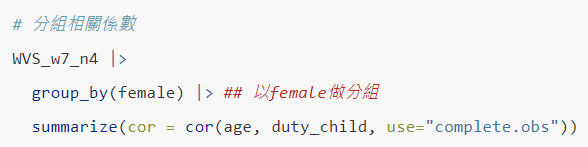 # 分組相關係數
WVS_w7_n4 |>
  group_by(female) |> ## 以female做分組
  summarize(cor = cor(age, duty_child, use="complete.obs"))